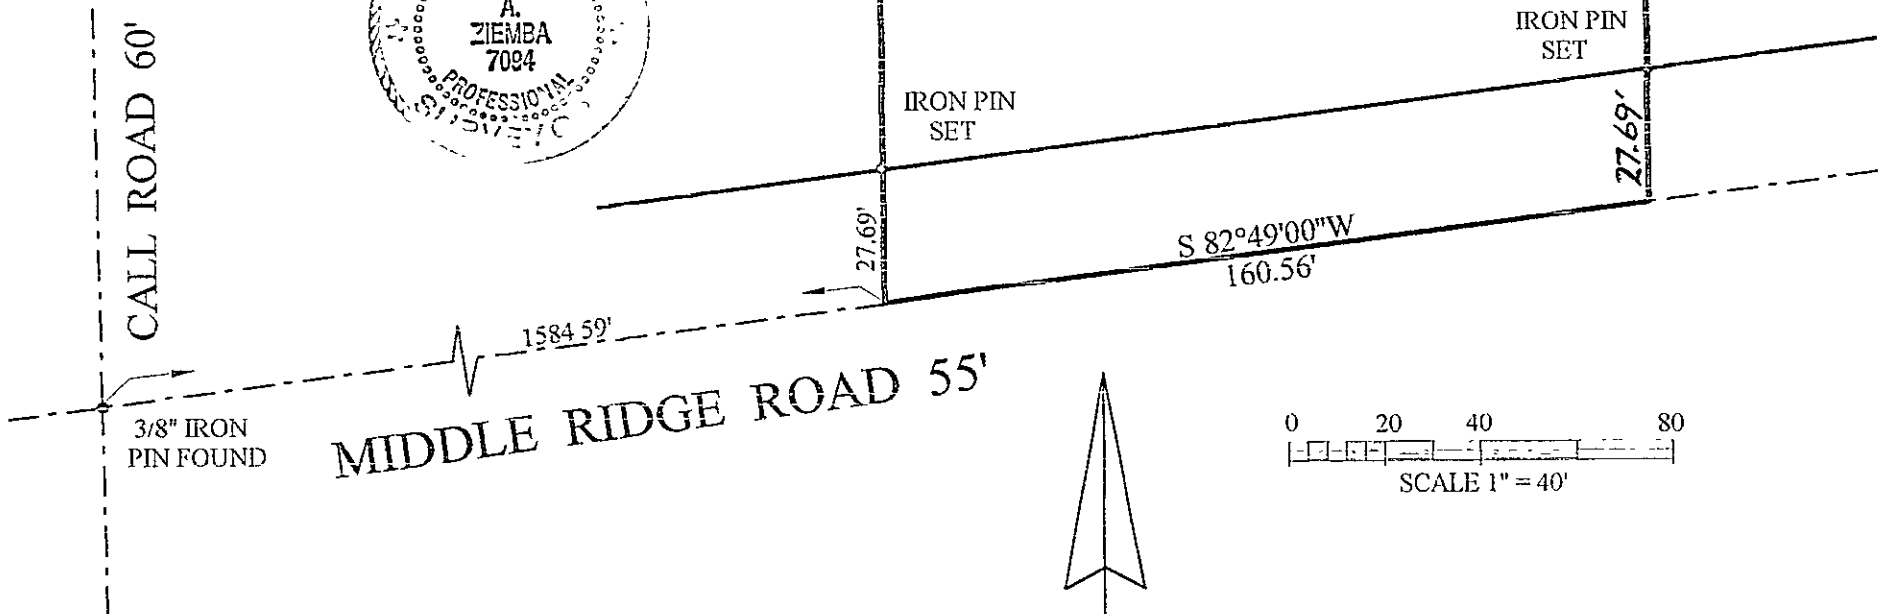 CALL ROAD 60'
A.
ZIEMBA
7094
PROFESSIONAL
IRON PIN
SET
IRON PIN
SET
27.69'
27.69'
S 82°49'00"W
160.56'
1584.59'
MIDDLE RIDGE ROAD 55'
3/8" IRON
PIN FOUND
0 20 40 80
SCALE 1" = 40'